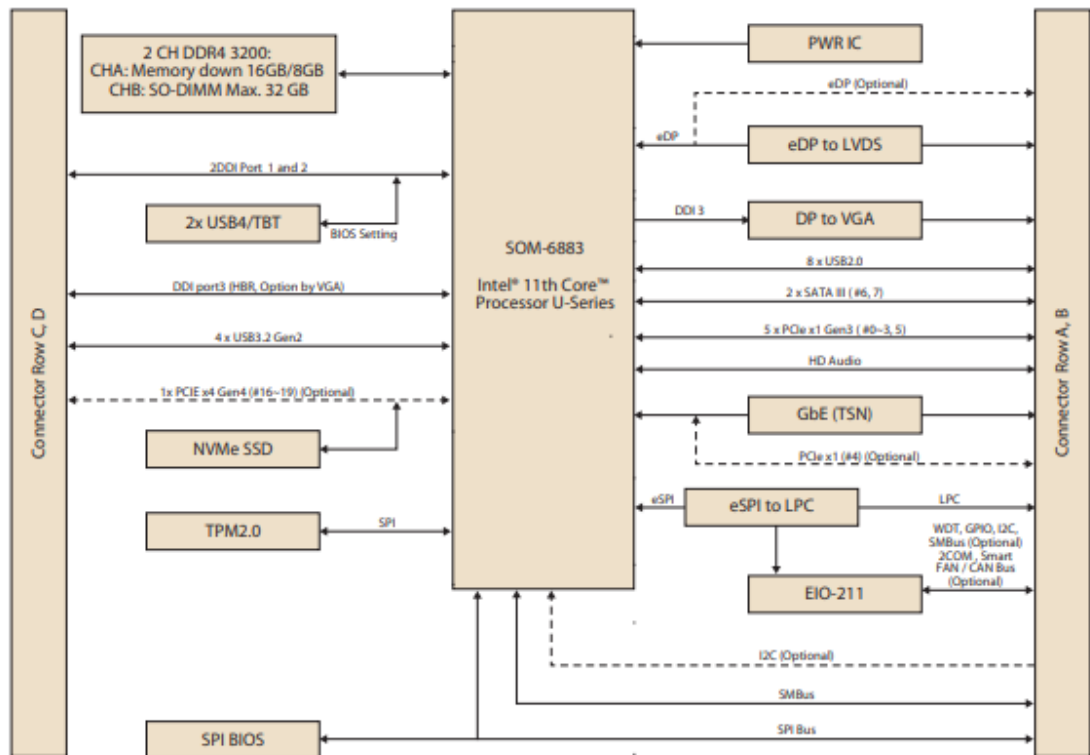 2 CH DDR4 3200:
CHA: Memory down 16GB/8GB
CHB: SO-DIMM Max. 32 GB
2DDI Port 1 and 2
2x USB4/TBT
BIOS Setting
DDI port3 (HBR, Option by VGA)
4 x USB3.2 Gen2
1x PCIE x4 Gen4 (#16~19) (Optional)
NVMe SSD
TPM2.0
SPI
SPI BIOS
Connector Row C, D
SOM-6883
Intel® 11th Core™
Processor U-Series
PWR IC
eDP (Optional)
eDP
eDP to LVDS
DDI 3
DP to VGA
8 x USB2.0
2 x SATA III ( #6, 7)
5 x PCIe x1 Gen3 ( #0~3, 5)
HD Audio
GbE (TSN)
PCIe x1 (#4) (Optional)
eSPI
eSPI to LPC
LPC
WDT, GPIO, I2C,
SMBus (Optional)
2COM , Smart
FAN / CAN Bus
(Optional)
EIO-211
I2C (Optional)
SMBus
SPI Bus
Connector Row A, B